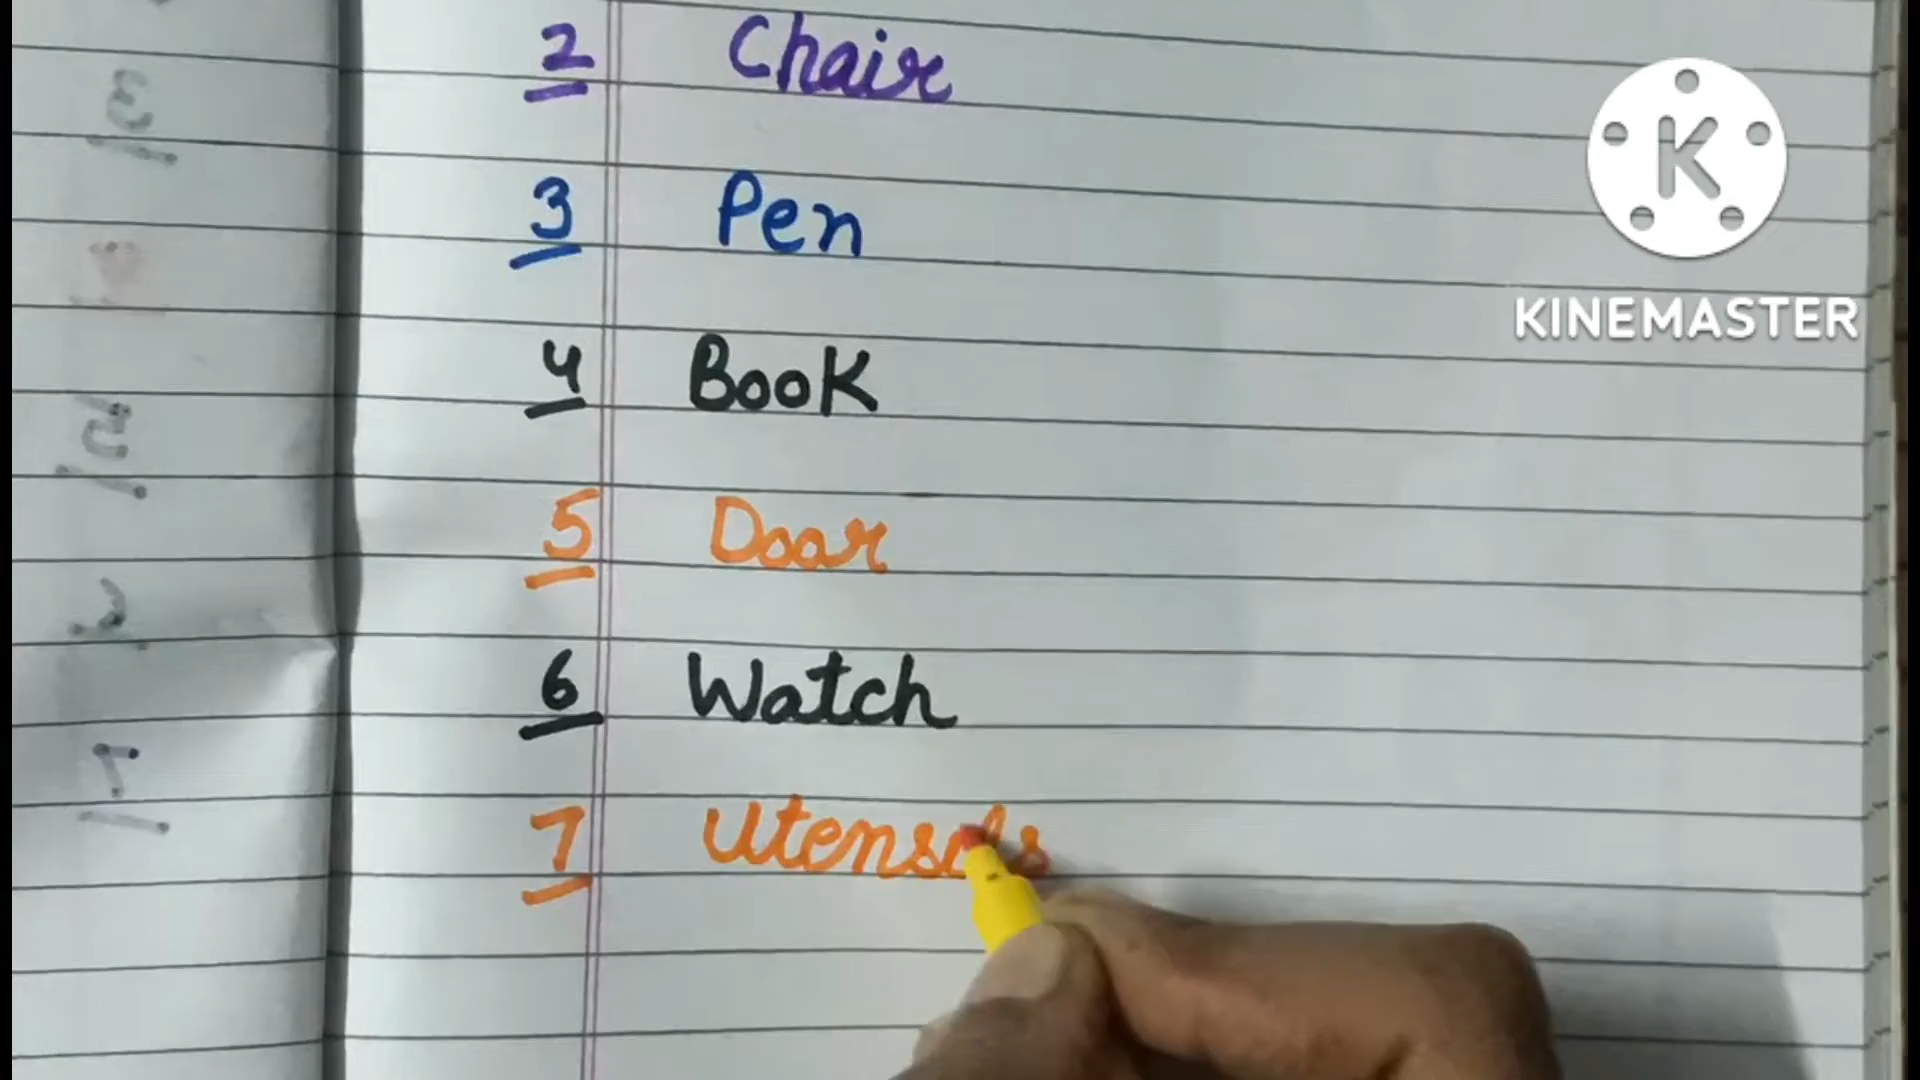 2 Chair
3 Pen
4 Book
5 Door
6 Watch
7 Utensils
K
KINEMASTER